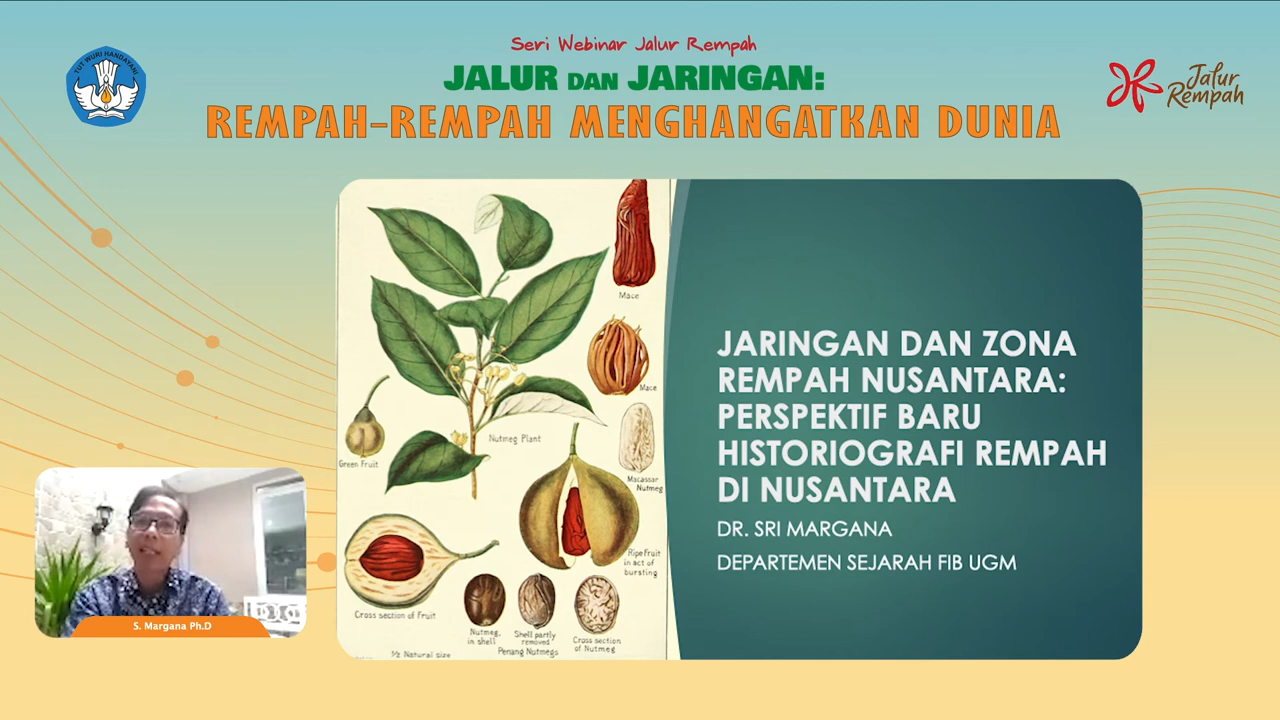 Seri Webinar Jalur Rempah
JALUR DAN JARINGAN:
REMPAH-REMPAH MENGHANGATKAN DUNIA
TUT WURI HANDAYANI
Jalur
Rempah
Mace
Mace
Nutmeg Plant
Green Fruit
Macassar
Nutmeg
Ripe Fruit
in act of
bursting
Cross section of Fruit
Nutmeg,
in shell
Shell partly
removed
Cross section
of Nutmeg
Penang Nutmegs
½ Natural size
JARINGAN DAN ZONA
REMPAH NUSANTARA:
PERSPEKTIF BARU
HISTORIOGRAFI REMPAH
DI NUSANTARA
DR. SRI MARGANA
DEPARTEMEN SEJARAH FIB UGM
S. Margana Ph.D